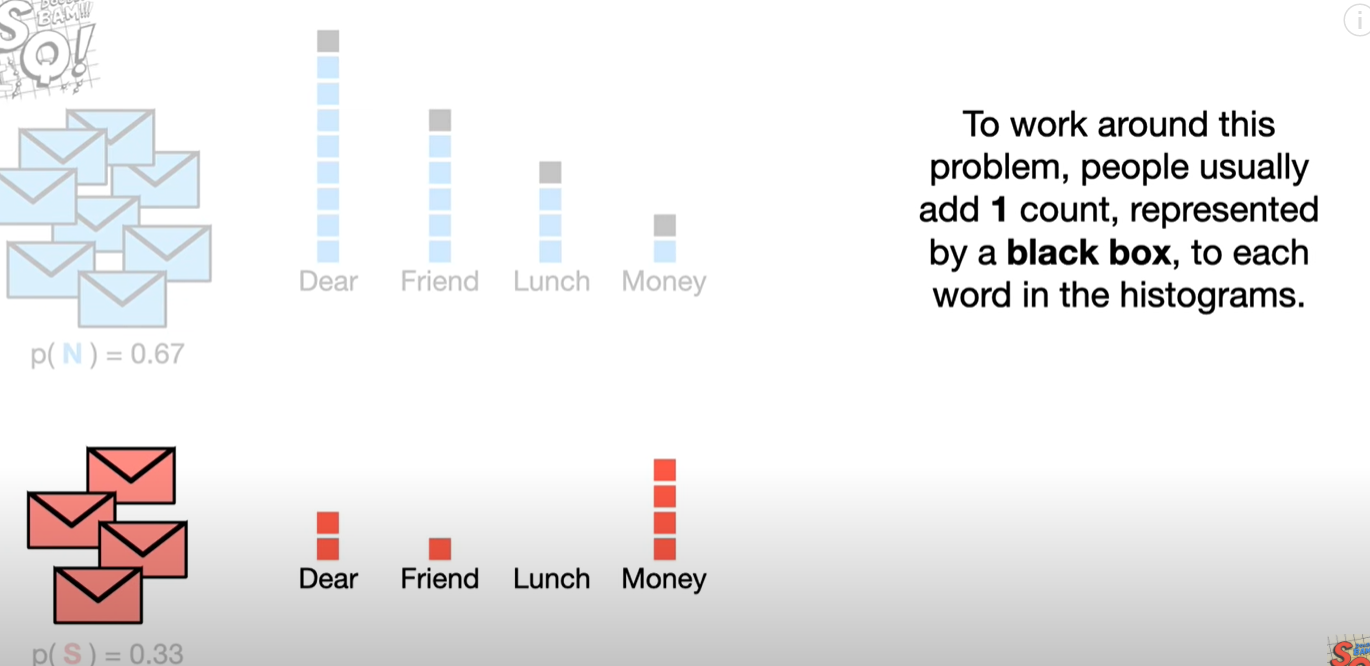 BAM!!!
SQ!
To work around this
problem, people usually
add 1 count, represented
by a black box, to each
word in the histograms.
Dear Friend Lunch Money
p( N ) = 0.67
Dear Friend Lunch Money
p( S ) = 0.33